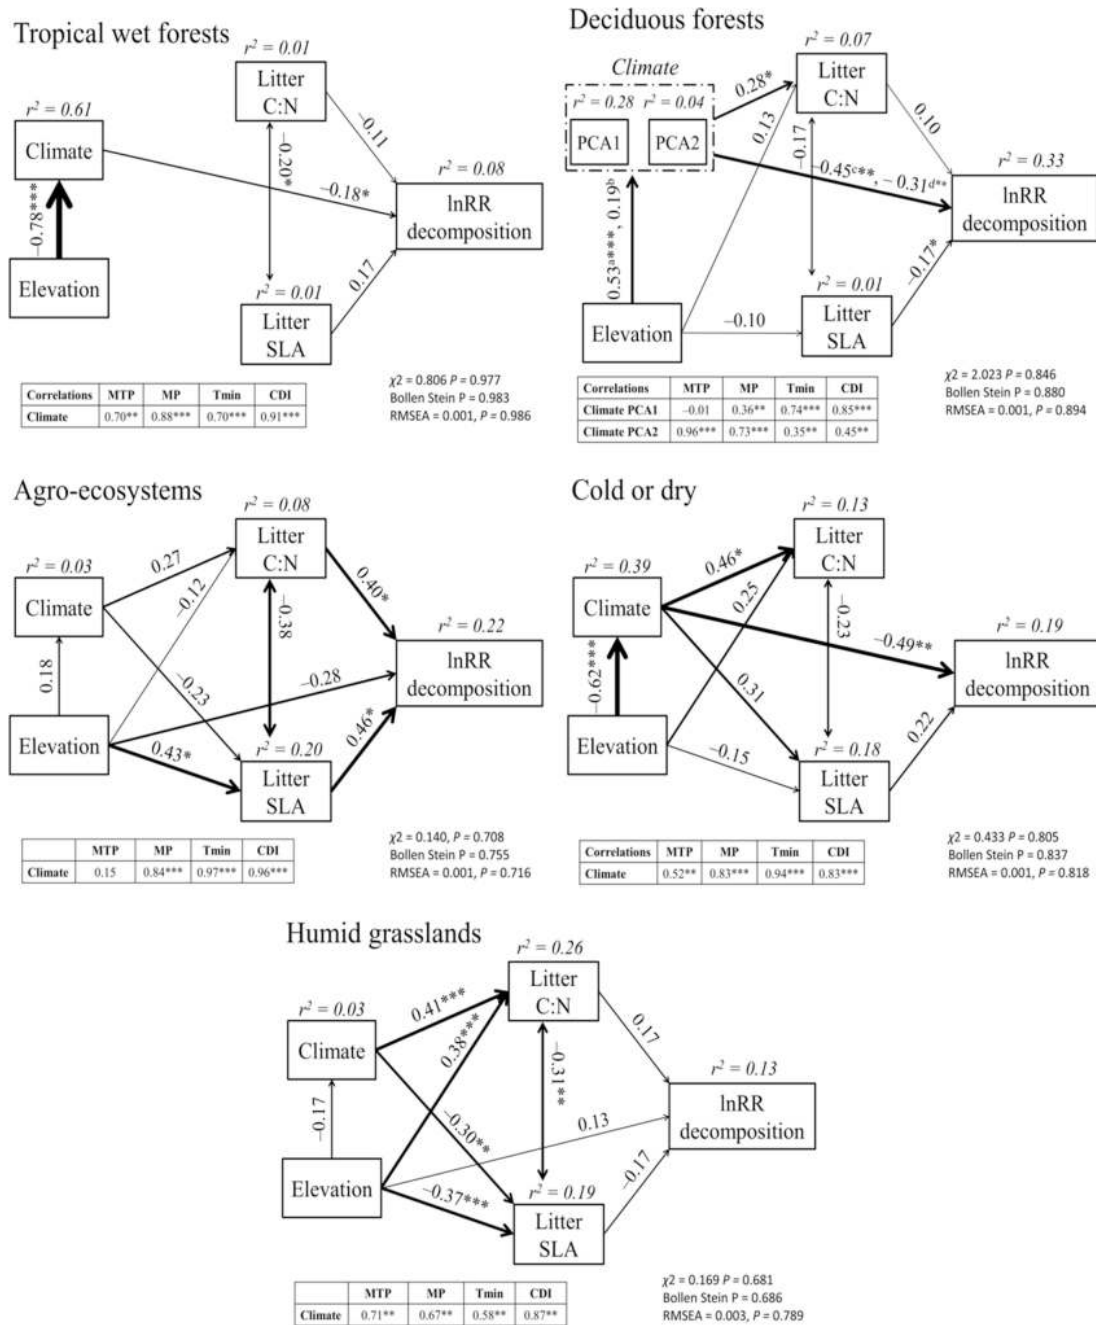 Tropical wet forests
r² = 0.01
Litter
C:N
r² = 0.61
Climate
−0.11
−0.20*
−0.78***
−0.18*
r² = 0.08
lnRR
decomposition
Elevation
r² = 0.01
0.17
Litter
SLA
Correlations MTP MP Tmin CDI
Climate 0.70** 0.88*** 0.70*** 0.91***
χ2 = 0.806 P = 0.977
Bollen Stein P = 0.983
RMSEA = 0.001, P = 0.986
Deciduous forests
r² = 0.07
Climate
0.28*
Litter
C:N
r² = 0.28 r² = 0.04
PCA1 PCA2
0.13
−0.17
0.10
−0.45ᶜ**, −0.31ᵈ**
r² = 0.33
lnRR
decomposition
0.53ᵃ***, 0.19ᵇ
Elevation
−0.10
r² = 0.01
−0.17*
Litter
SLA
Correlations MTP MP Tmin CDI
Climate PCA1 −0.01 0.36** 0.74*** 0.85***
Climate PCA2 0.96*** 0.73*** 0.35** 0.45**
χ2 = 2.023 P = 0.846
Bollen Stein P = 0.880
RMSEA = 0.001, P = 0.894
Agro-ecosystems
r² = 0.08
Litter
C:N
r² = 0.03
Climate
0.27
−0.12
−0.38
0.40*
r² = 0.22
lnRR
decomposition
0.18
−0.23
−0.28
Elevation
0.43*
r² = 0.20
0.46*
Litter
SLA
MTP MP Tmin CDI
Climate 0.15 0.84*** 0.97*** 0.96***
χ2 = 0.140, P = 0.708
Bollen Stein P = 0.755
RMSEA = 0.001, P = 0.716
Cold or dry
r² = 0.13
Litter
C:N
r² = 0.39
Climate
0.46*
0.25
−0.23
−0.49**
r² = 0.19
lnRR
decomposition
−0.62***
0.31
Elevation
−0.15
r² = 0.18
0.22
Litter
SLA
Correlations MTP MP Tmin CDI
Climate 0.52** 0.83*** 0.94*** 0.83***
χ2 = 0.433 P = 0.805
Bollen Stein P = 0.837
RMSEA = 0.001, P = 0.818
Humid grasslands
r² = 0.26
Litter
C:N
r² = 0.03
Climate
0.41***
0.38***
−0.31**
0.17
r² = 0.13
lnRR
decomposition
−0.17
−0.30**
0.13
Elevation
−0.37***
r² = 0.19
−0.17
Litter
SLA
MTP MP Tmin CDI
Climate 0.71** 0.67** 0.58** 0.87**
χ2 = 0.169 P = 0.681
Bollen Stein P = 0.686
RMSEA = 0.003, P = 0.789